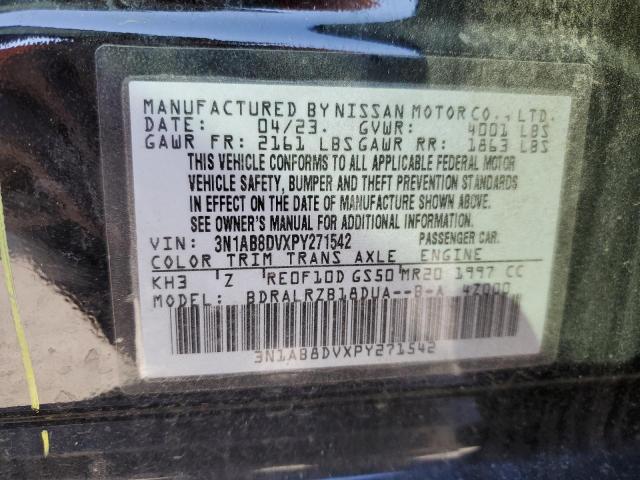 MANUFACTURED BY NISSAN MOTOR CO., LTD.
DATE: 04/23. GVWR: 4001 LBS
GAWR FR: 2161 LBS GAWR RR: 1863 LBS
THIS VEHICLE CONFORMS TO ALL APPLICABLE FEDERAL MOTOR
VEHICLE SAFETY, BUMPER AND THEFT PREVENTION STANDARDS
IN EFFECT ON THE DATE OF MANUFACTURE SHOWN ABOVE.
SEE OWNER'S MANUAL FOR ADDITIONAL INFORMATION.
VIN: 3N1AB8DVXPY271542 PASSENGER CAR.
COLOR TRIM TRANS AXLE ENGINE
KH3 Z RE0F10D GS50 MR20 1997 CC
MODEL: BDRALRZB18DUA--B-A 4Z000
3N1AB8DVXPY271542